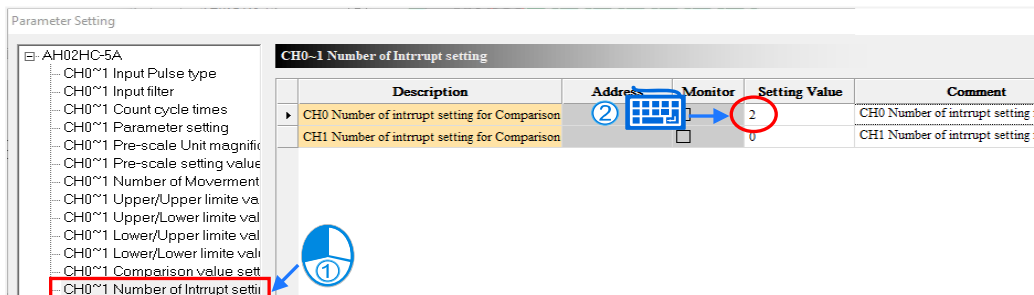 Parameter Setting
AH02HC-5A
CH0~1 Input Pulse type
CH0~1 Input filter
CH0~1 Count cycle times
CH0~1 Parameter setting
CH0~1 Pre-scale Unit magnific
CH0~1 Pre-scale setting value
CH0~1 Number of Moverment
CH0~1 Upper/Upper limite va
CH0~1 Upper/Lower limite val
CH0~1 Lower/Upper limite val
CH0~1 Lower/Lower limite val
CH0~1 Comparison value sett
CH0~1 Number of Intrrupt setti
CH0~1 Number of Intrrupt setting
Description Address Monitor Setting Value Comment
CH0 Number of intrrupt setting for Comparison 2 CH0 Number of intrrupt setting
CH1 Number of intrrupt setting for Comparison 0 CH1 Number of intrrupt setting
②
①